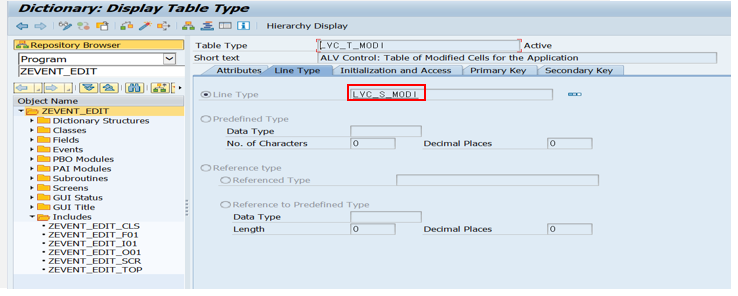 Dictionary: Display Table Type
Hierarchy Display
Repository Browser
Program
ZEVENT_EDIT
Object Name
ZEVENT_EDIT
Dictionary Structures
Classes
Fields
Events
PBO Modules
PAI Modules
Subroutines
Screens
GUI Status
GUI Title
Includes
ZEVENT_EDIT_CLS
ZEVENT_EDIT_F01
ZEVENT_EDIT_I01
ZEVENT_EDIT_O01
ZEVENT_EDIT_SCR
ZEVENT_EDIT_TOP
Table Type LVC_T_MODI Active
Short text ALV Control: Table of Modified Cells for the Application
Attributes Line Type Initialization and Access Primary Key Secondary Key
Line Type LVC_S_MODI
Predefined Type
Data Type
No. of Characters 0 Decimal Places 0
Reference type
Referenced Type
Reference to Predefined Type
Data Type
Length 0 Decimal Places 0